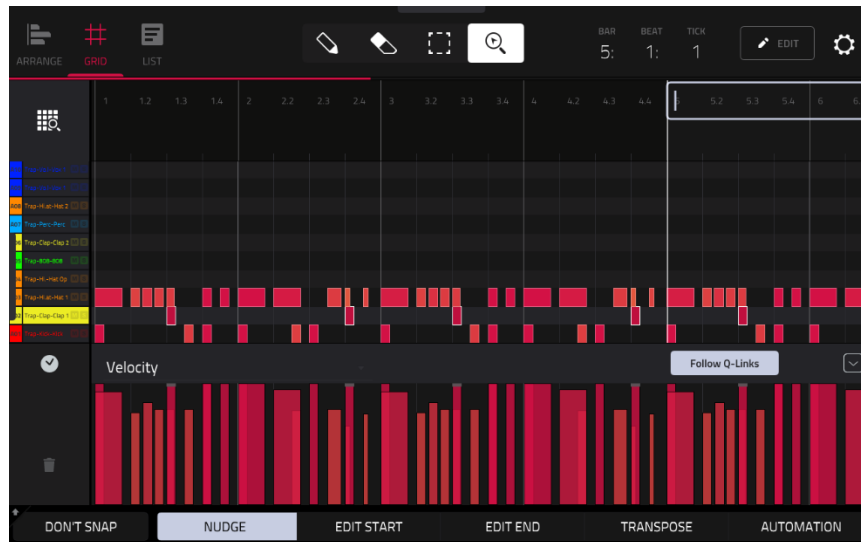 ARRANGE GRID LIST
BAR BEAT TICK
5: 1: 1
EDIT
1 1.2 1.3 1.4 2 2.2 2.3 2.4 3 3.2 3.3 3.4 4 4.2 4.3 4.4 5.2 5.3 5.4 6
Trap-Hi.at-Hat 2
Trap-Perc-Perc
Trap-Clap-Clap 2
Trap-808-808
Trap-Hi-Hat Op
Trap-Hi.at-Hat 1
Trap-Clap-Clap 1
Velocity
Follow Q-Links
DON'T SNAP NUDGE EDIT START EDIT END TRANSPOSE AUTOMATION